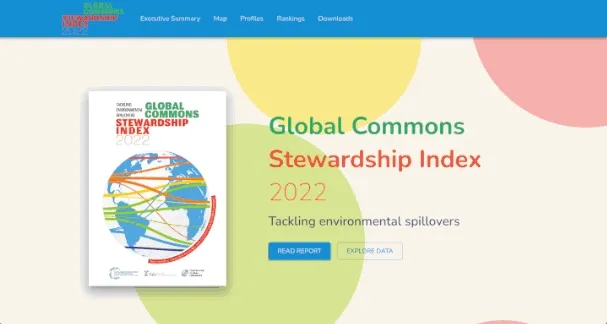 GLOBAL
COMMONS
STEWARDSHIP
INDEX
2022
Executive Summary
Map
Profiles
Rankings
Downloads
TACKLING
ENVIRONMENTAL
SPILLOVERS
GLOBAL
COMMONS
STEWARDSHIP
INDEX
2022
Global Commons
Stewardship Index
2022
Tackling environmental spillovers
READ REPORT
EXPLORE DATA